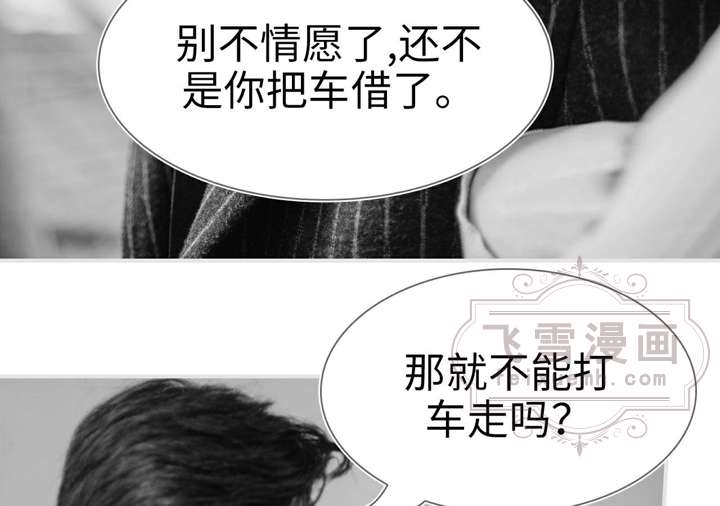 别不情愿了,还不
是你把车借了。
飞雪漫画
那就不能打
车走吗?